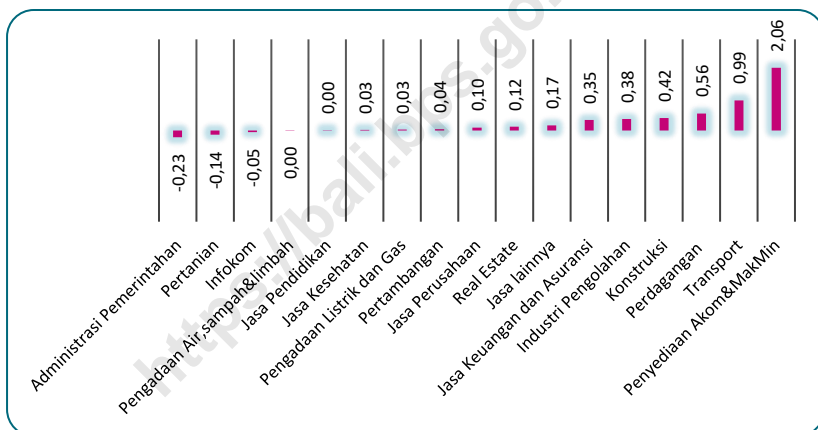 -0,23
-0,14
-0,05
0,00
0,00
0,03
0,03
0,04
0,10
0,12
0,17
0,35
0,38
0,42
0,56
0,99
2,06
Administrasi Pemerintahan
Pertanian
Infokom
Pengadaan Air,sampah&limbah
Jasa Pendidikan
Jasa Kesehatan
Pengadaan Listrik dan Gas
Pertambangan
Jasa Perusahaan
Real Estate
Jasa lainnya
Jasa Keuangan dan Asuransi
Industri Pengolahan
Konstruksi
Perdagangan
Transport
Penyediaan Akom&MakMin
https://bali.bps.go